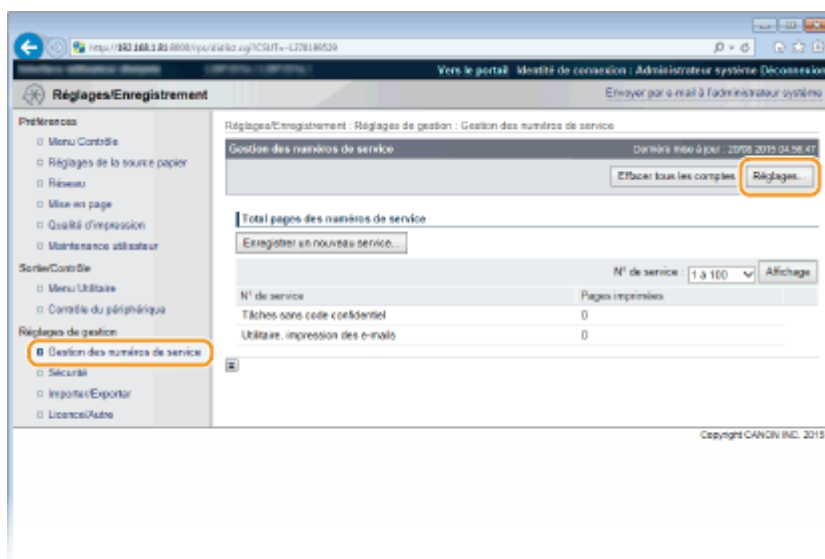 Vers le portail Identité de connexion : Administrateur système Déconnexion
Réglages/Enregistrement
Envoyer par e-mail à l'administrateur système
Préférences
Menu Contrôle
Réglages de la source papier
Réseau
Mise en page
Qualité d'impression
Maintenance utilisateur
Sortie/Contrôle
Menu Utilitaire
Contrôle du périphérique
Réglages de gestion
Gestion des numéros de service
Sécurité
Importer/Exporter
Licence/Autre
Réglages/Enregistrement : Réglages de gestion : Gestion des numéros de service
Gestion des numéros de service
Dernière mise à jour : 20/08 2015 04:56:47
Effacer tous les comptes
Réglages...
Total pages des numéros de service
Enregistrer un nouveau service...
N° de service : 1 à 100 Affichage
N° de service Pages imprimées
Tâches sans code confidentiel 0
Utilitaire, impression des e-mails 0
Copyright CANON INC. 2015